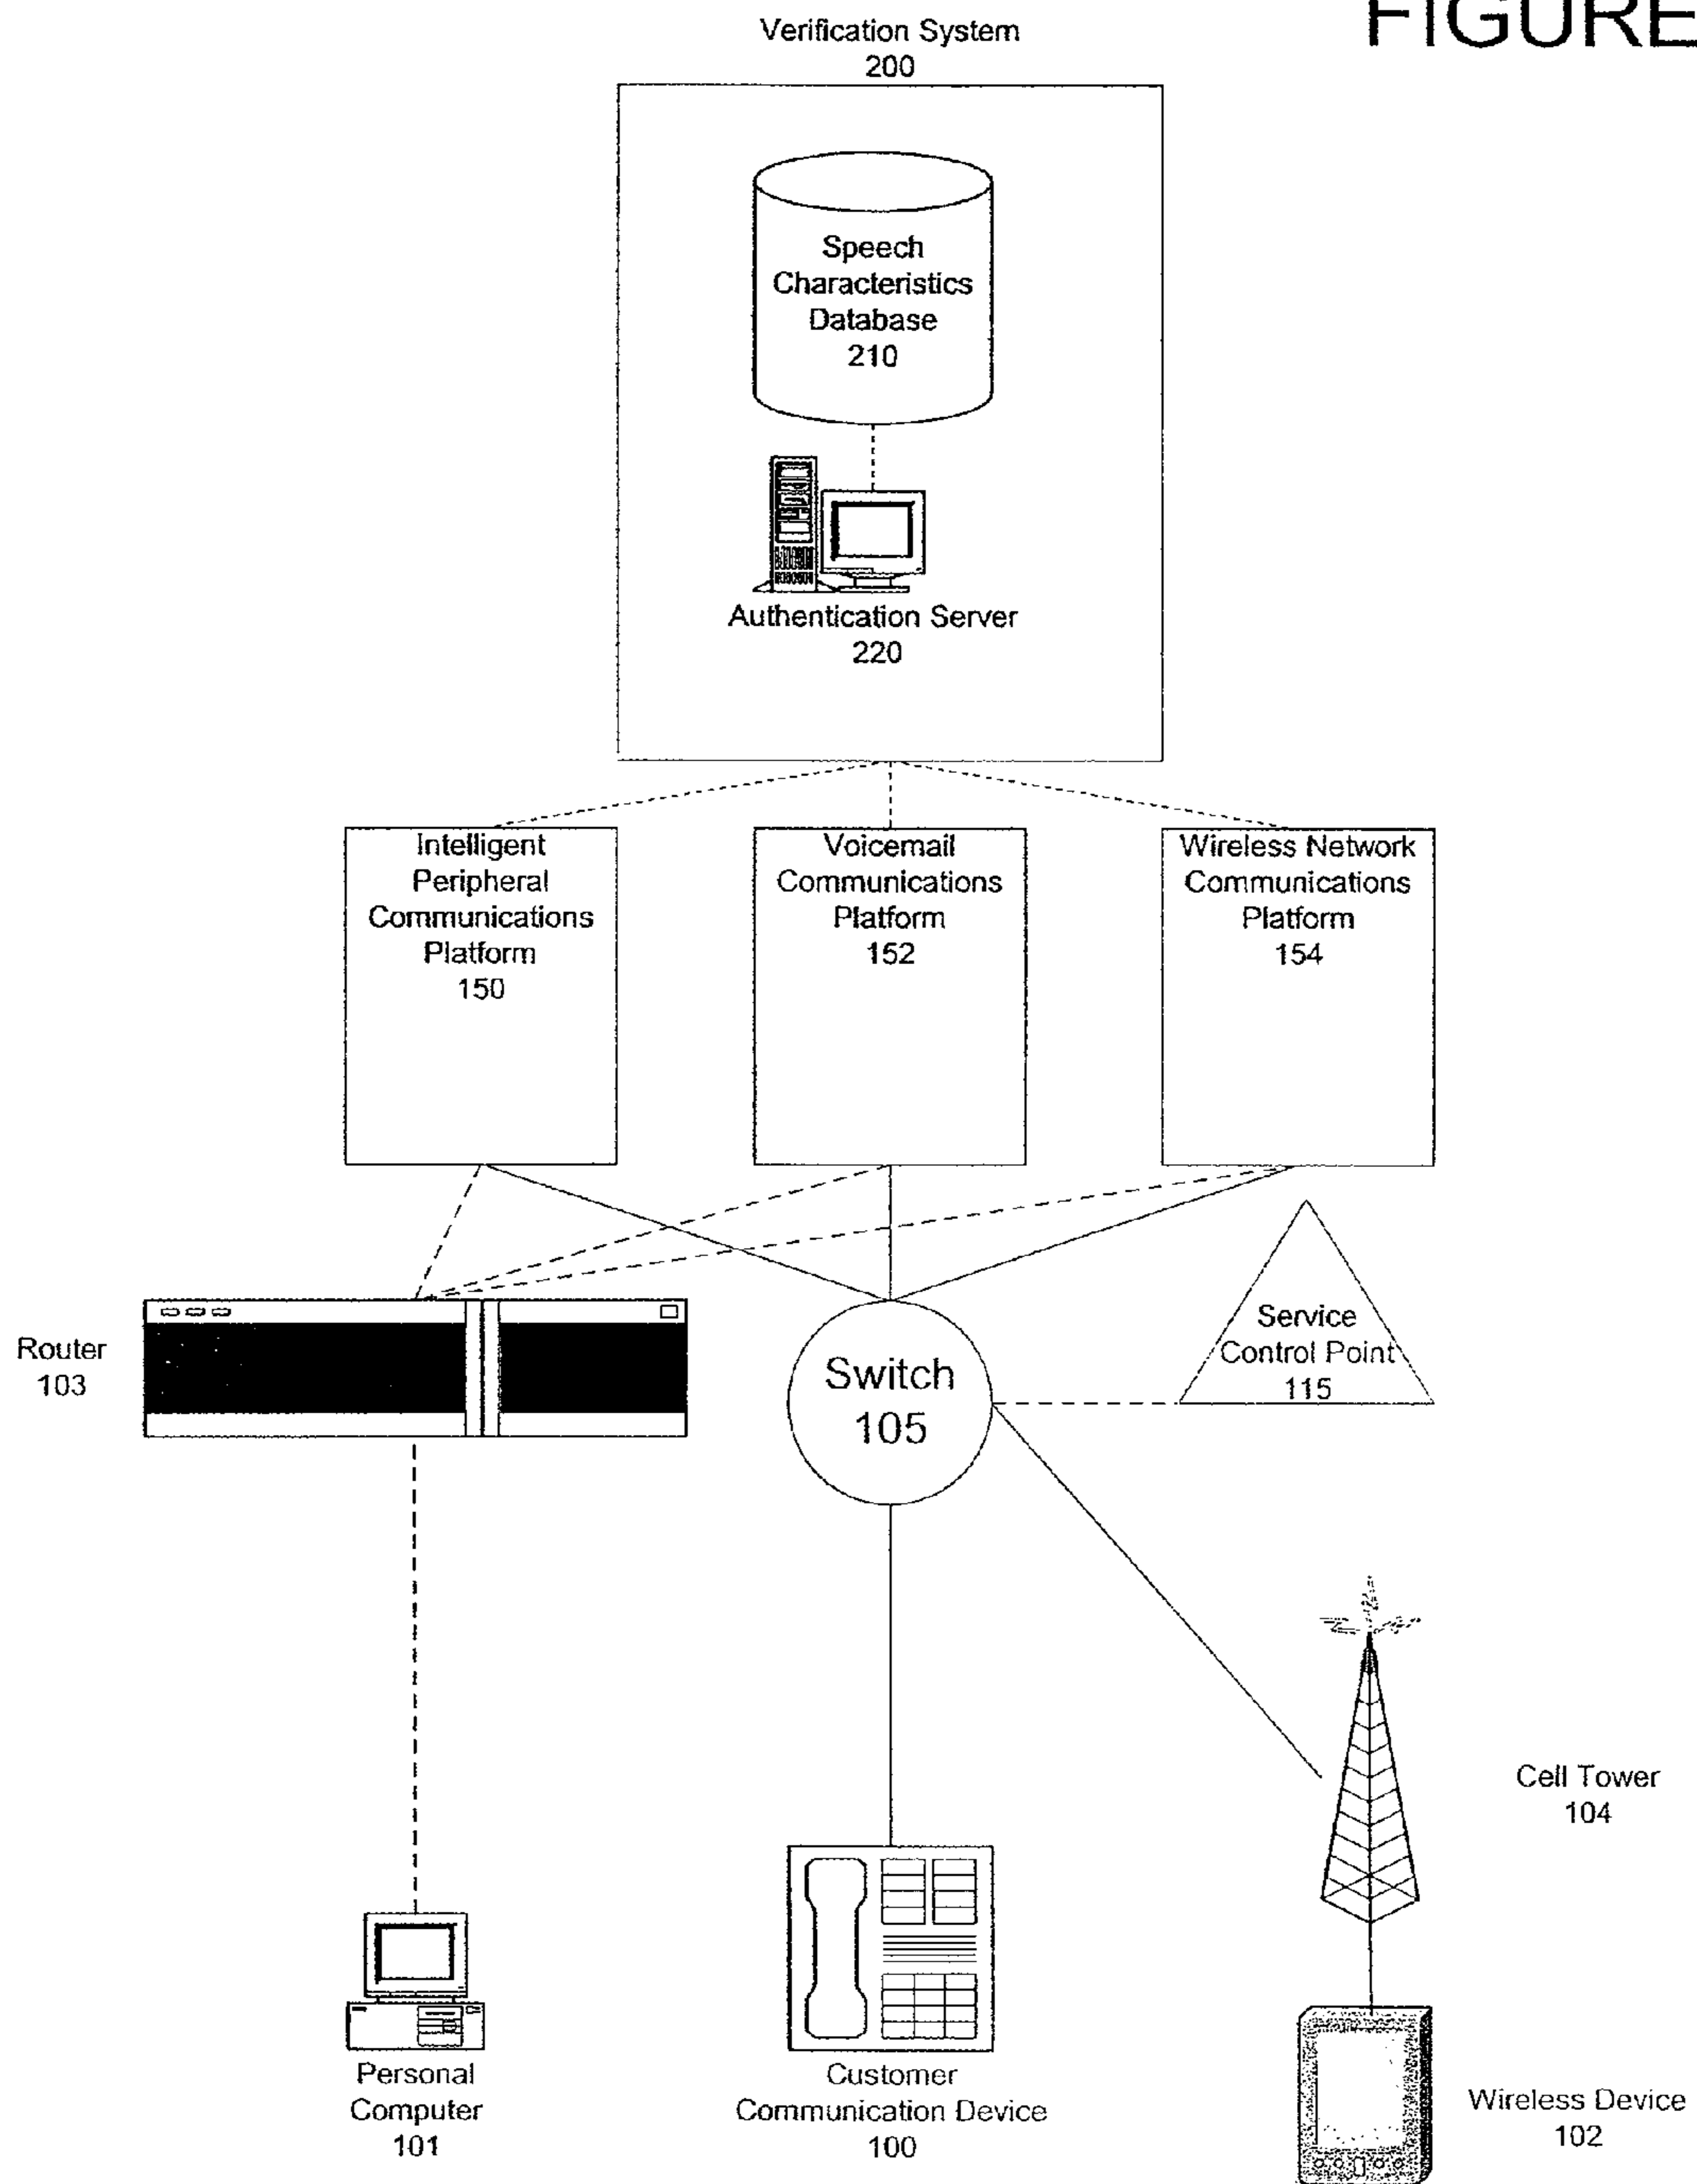 FIGURE
Verification System
200
Speech
Characteristics
Database
210
Authentication Server
220
Intelligent
Peripheral
Communications
Platform
150
Voicemail
Communications
Platform
152
Wireless Network
Communications
Platform
154
Router
103
Switch
105
Service
Control Point
115
Cell Tower
104
Personal
Computer
101
Customer
Communication Device
100
Wireless Device
102